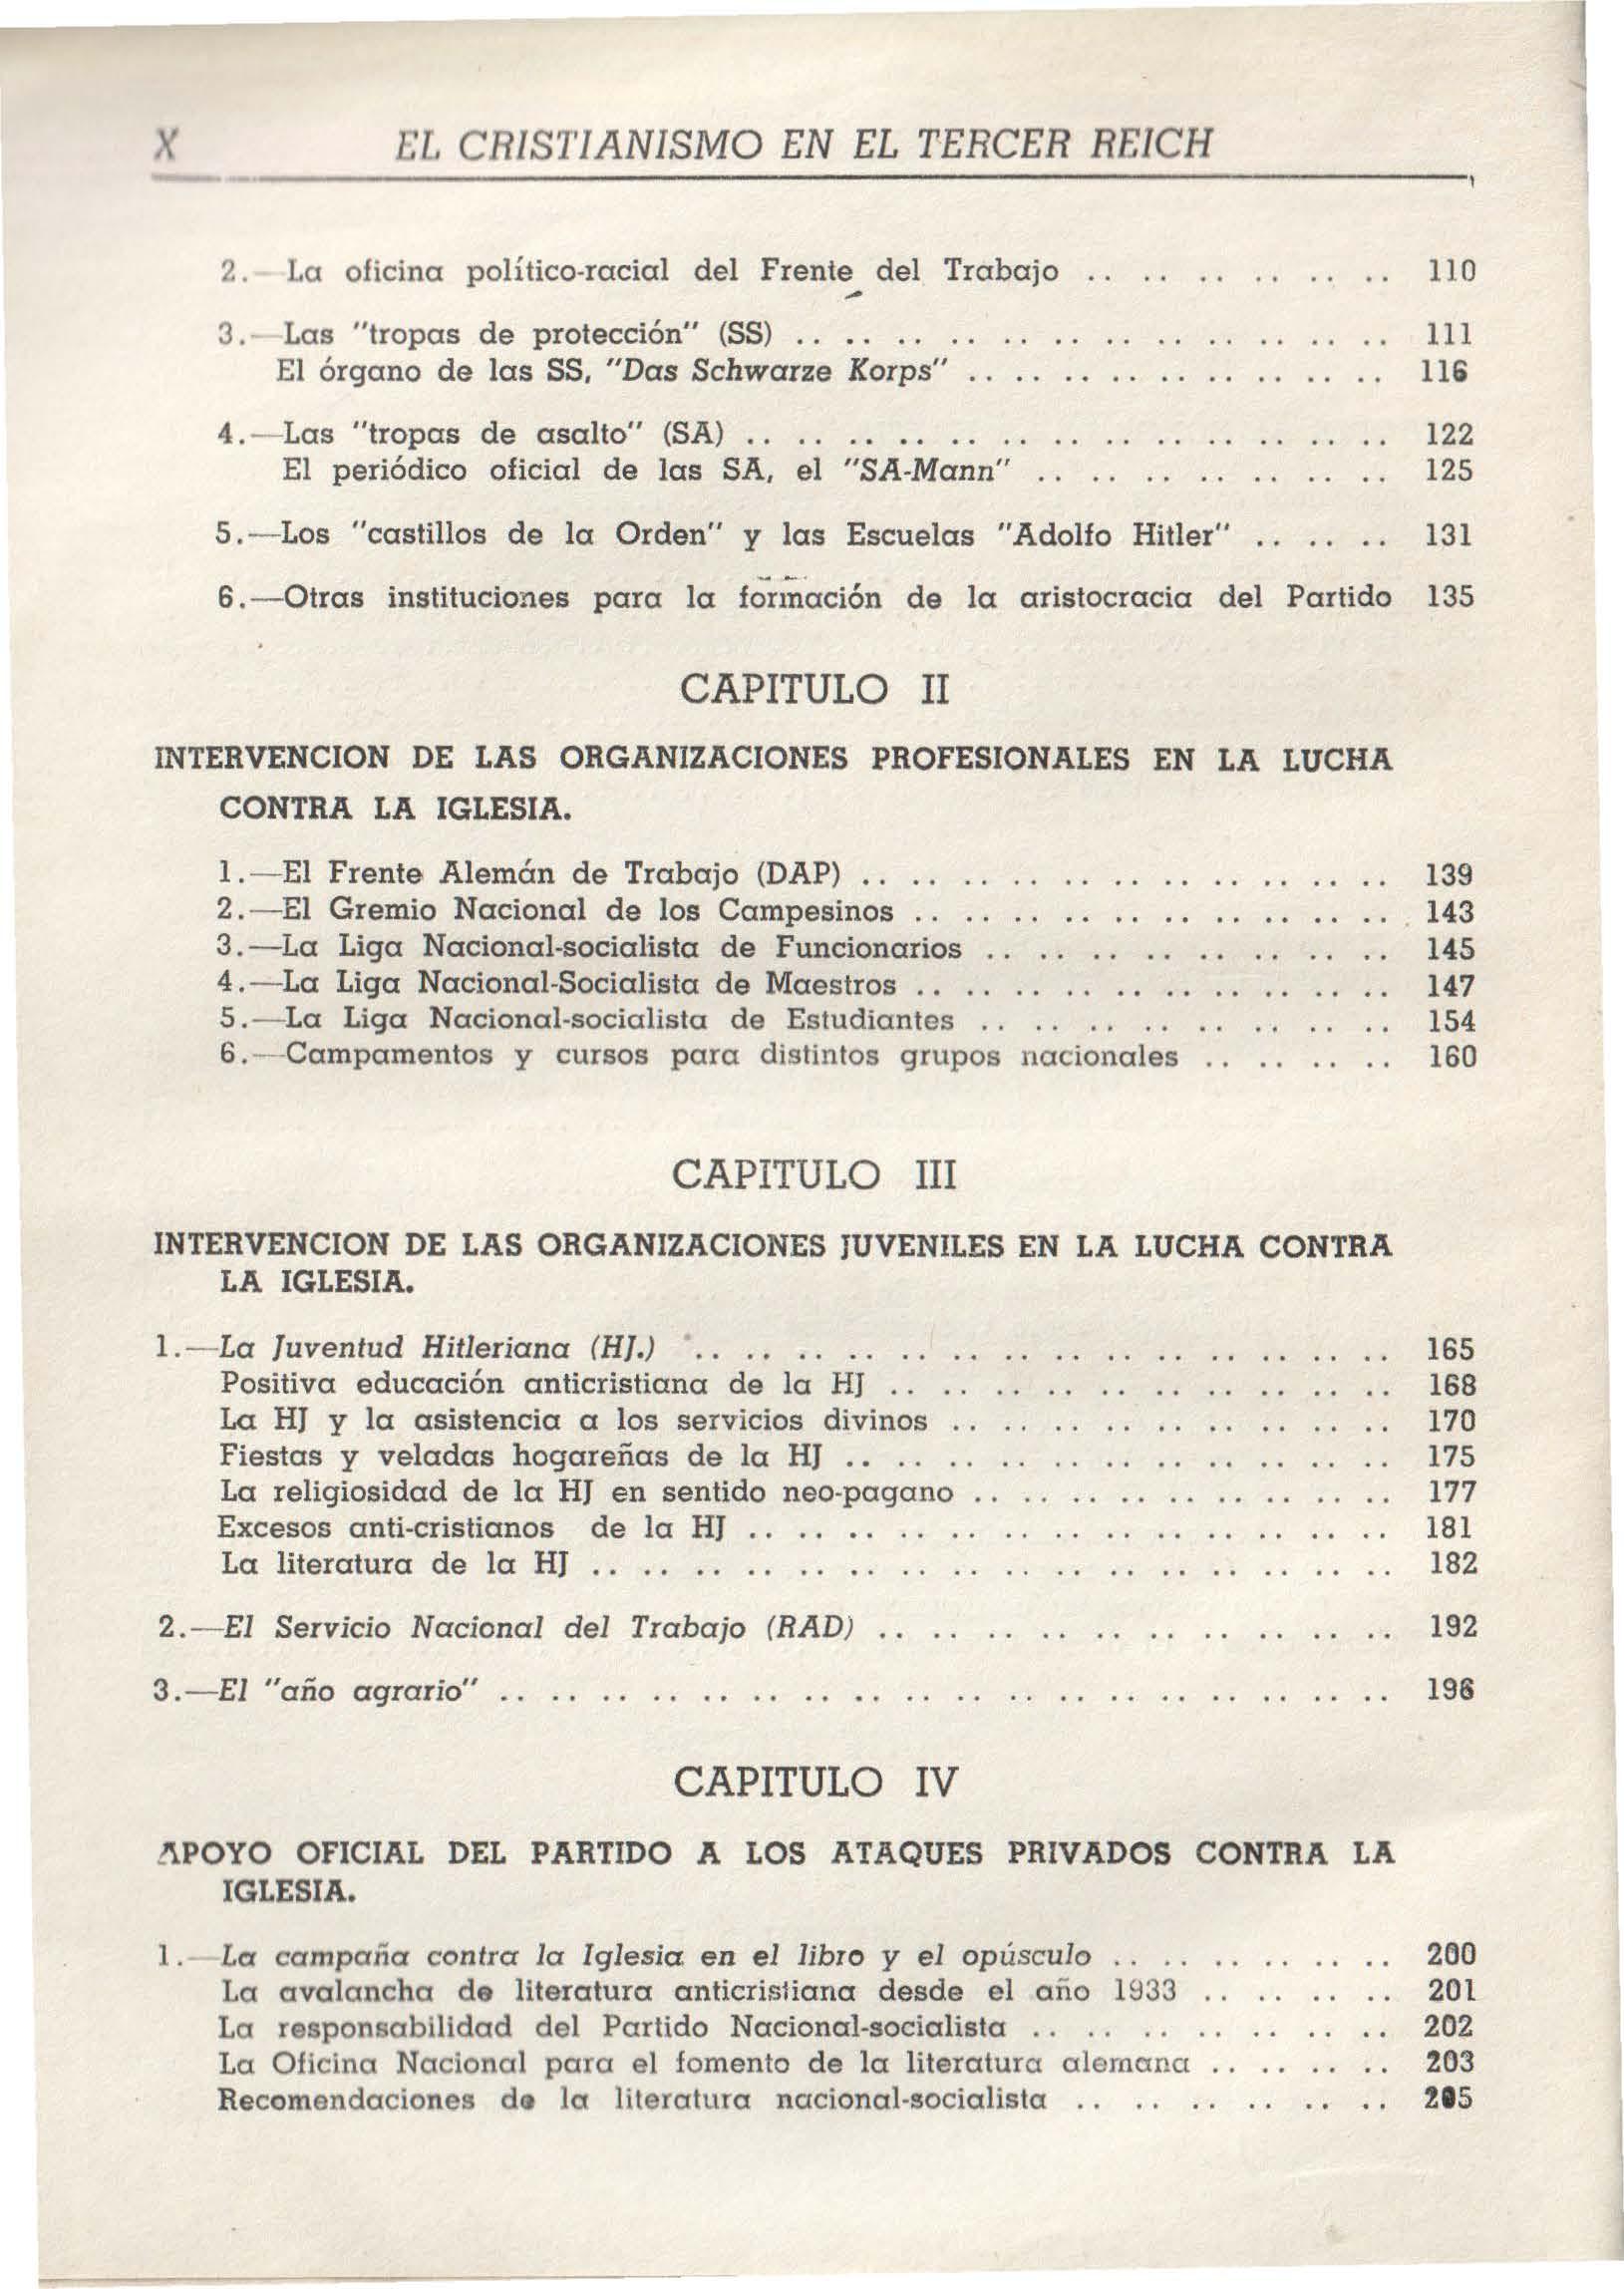 X EL CRISTIANISMO EN EL TERCER REICH
2.—La oficina político-racial del Frente del Trabajo .. .. .. .. .. .. 110
3.—Las "tropas de protección" (SS) .. .. .. .. .. .. .. .. .. .. .. .. 111
El órgano de las SS, "Das Schwarze Korps" .. .. .. .. .. .. .. .. .. 116
4.—Las "tropas de asalto" (SA) .. .. .. .. .. .. .. .. .. .. .. .. .. 122
El periódico oficial de las SA, el "SA-Mann" .. .. .. .. .. .. .. 125
5.—Los "castillos de la Orden" y las Escuelas "Adolfo Hitler" .. .. .. 131
6.—Otras instituciones para la formación de la aristocracia del Partido 135
CAPITULO II
INTERVENCION DE LAS ORGANIZACIONES PROFESIONALES EN LA LUCHA
CONTRA LA IGLESIA.
1.—El Frente Alemán de Trabajo (DAP) .. .. .. .. .. .. .. .. .. .. .. 139
2.—El Gremio Nacional de los Campesinos .. .. .. .. .. .. .. .. .. .. 143
3.—La Liga Nacional-socialista de Funcionarios .. .. .. .. .. .. .. .. 145
4.—La Liga Nacional-Socialista de Maestros .. .. .. .. .. .. .. .. .. .. 147
5.—La Liga Nacional-socialista de Estudiantes .. .. .. .. .. .. .. .. 154
6.—Campamentos y cursos para distintos grupos nacionales .. .. .. .. 160
CAPITULO III
INTERVENCION DE LAS ORGANIZACIONES JUVENILES EN LA LUCHA CONTRA
LA IGLESIA.
1.—La Juventud Hitleriana (HJ.) .. .. .. .. .. .. .. .. .. .. .. .. .. .. 165
Positiva educación anticristiana de la HJ .. .. .. .. .. .. .. .. .. .. 168
La HJ y la asistencia a los servicios divinos .. .. .. .. .. .. .. .. .. 170
Fiestas y veladas hogareñas de la HJ .. .. .. .. .. .. .. .. .. .. .. 175
La religiosidad de la HJ en sentido neo-pagano .. .. .. .. .. .. .. .. .. 177
Excesos anti-cristianos de la HJ .. .. .. .. .. .. .. .. .. .. .. .. .. 181
La literatura de la HJ .. .. .. .. .. .. .. .. .. .. .. .. .. .. .. .. 182
2.—El Servicio Nacional del Trabajo (RAD) .. .. .. .. .. .. .. .. .. .. 192
3.—El "año agrario" .. .. .. .. .. .. .. .. .. .. .. .. .. .. .. .. .. .. 196
CAPITULO IV
APOYO OFICIAL DEL PARTIDO A LOS ATAQUES PRIVADOS CONTRA LA
IGLESIA.
1.—La campaña contra la Iglesia en el libro y el opúsculo .. .. .. .. .. .. 200
La avalancha de literatura anticristiana desde el año 1933 .. .. .. .. 201
La responsabilidad del Partido Nacional-socialista .. .. .. .. .. .. .. 202
La Oficina Nacional para el fomento de la literatura alemana .. .. .. .. 203
Recomendaciones de la literatura nacional-socialista .. .. .. .. .. .. 205